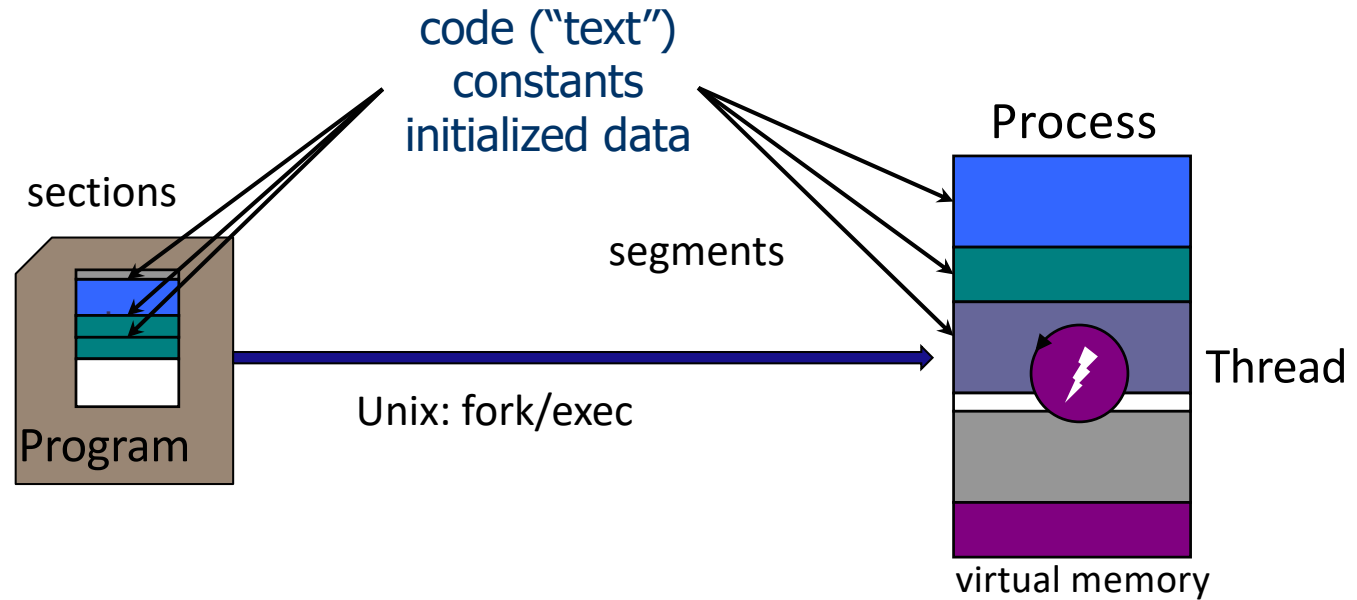 code (“text”)
constants
initialized data
Process
sections
segments
Thread
Unix: fork/exec
Program
virtual memory